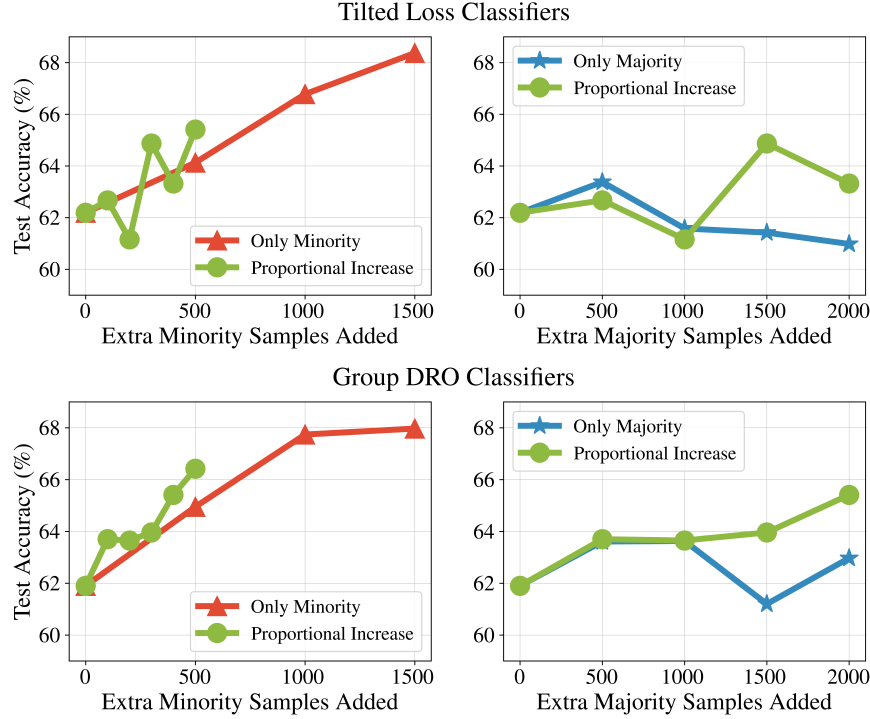 Tilted Loss Classifiers
Test Accuracy (%)
68
66
64
62
60
Only Minority
Proportional Increase
0 500 1000 1500
Extra Minority Samples Added
68
66
64
62
60
Only Majority
Proportional Increase
0 500 1000 1500 2000
Extra Majority Samples Added
Group DRO Classifiers
Test Accuracy (%)
68
66
64
62
60
Only Minority
Proportional Increase
0 500 1000 1500
Extra Minority Samples Added
68
66
64
62
60
Only Majority
Proportional Increase
0 500 1000 1500 2000
Extra Majority Samples Added